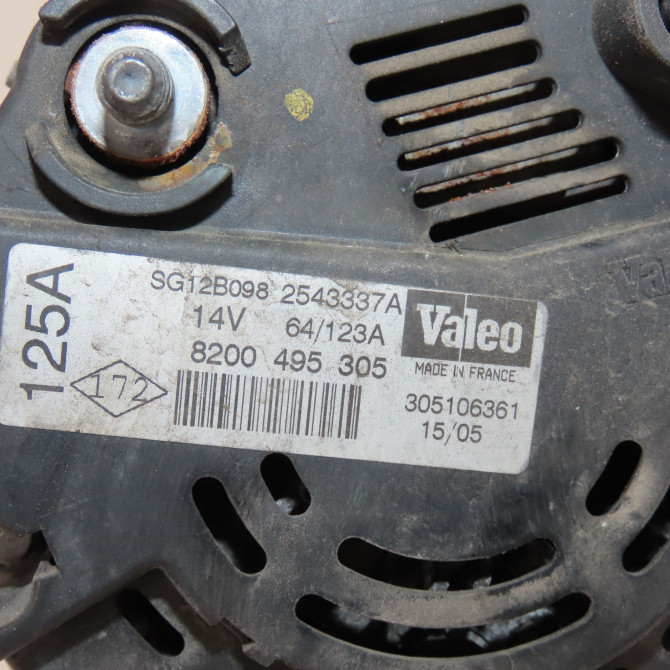 125A
SG12B098 2543337A
14V 64/123A
8200 495 305
172
Valeo
MADE IN FRANCE
305106361
15/05